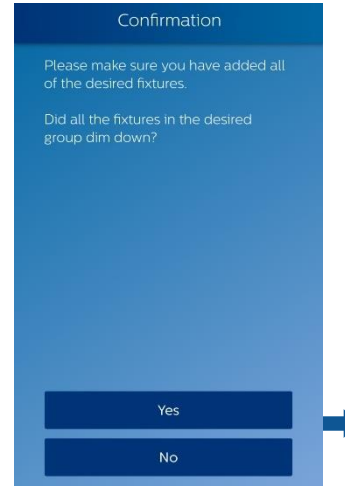 Confirmation
Please make sure you have added all
of the desired fixtures.
Did all the fixtures in the desired
group dim down?
Yes
No